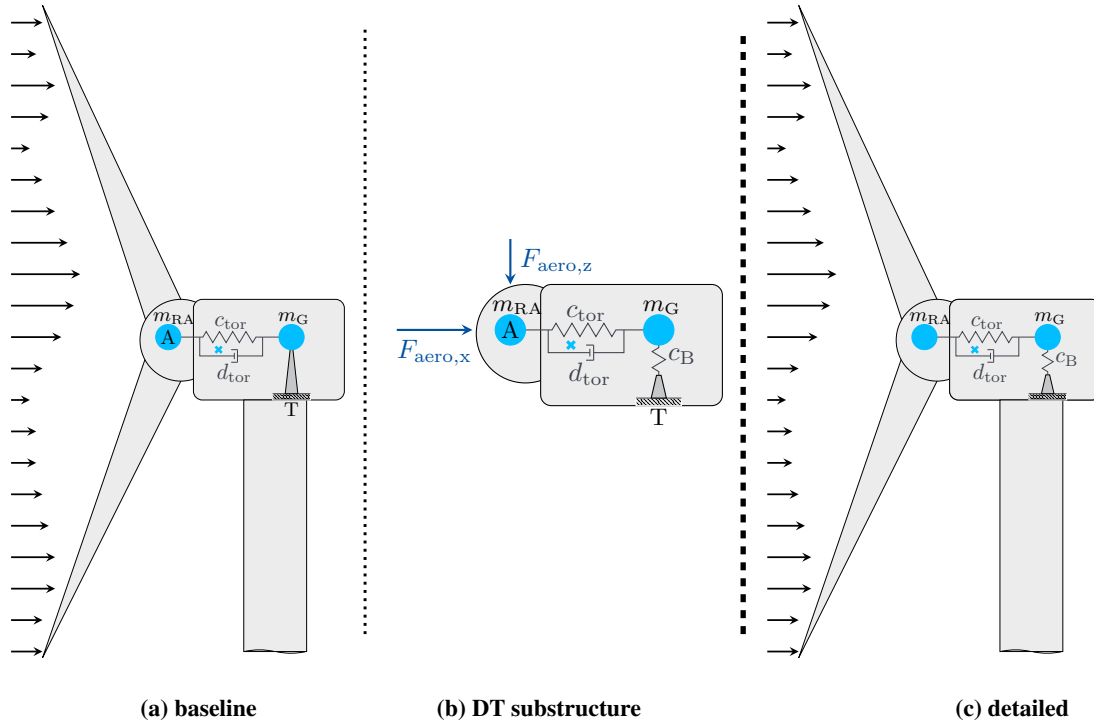 m_RA
c_tor
m_G
A
d_tor
T
F_aero,z
F_aero,x
m_RA
c_tor
m_G
A
d_tor
c_B
T
m_RA
c_tor
m_G
d_tor
c_B
(a) baseline
(b) DT substructure
(c) detailed